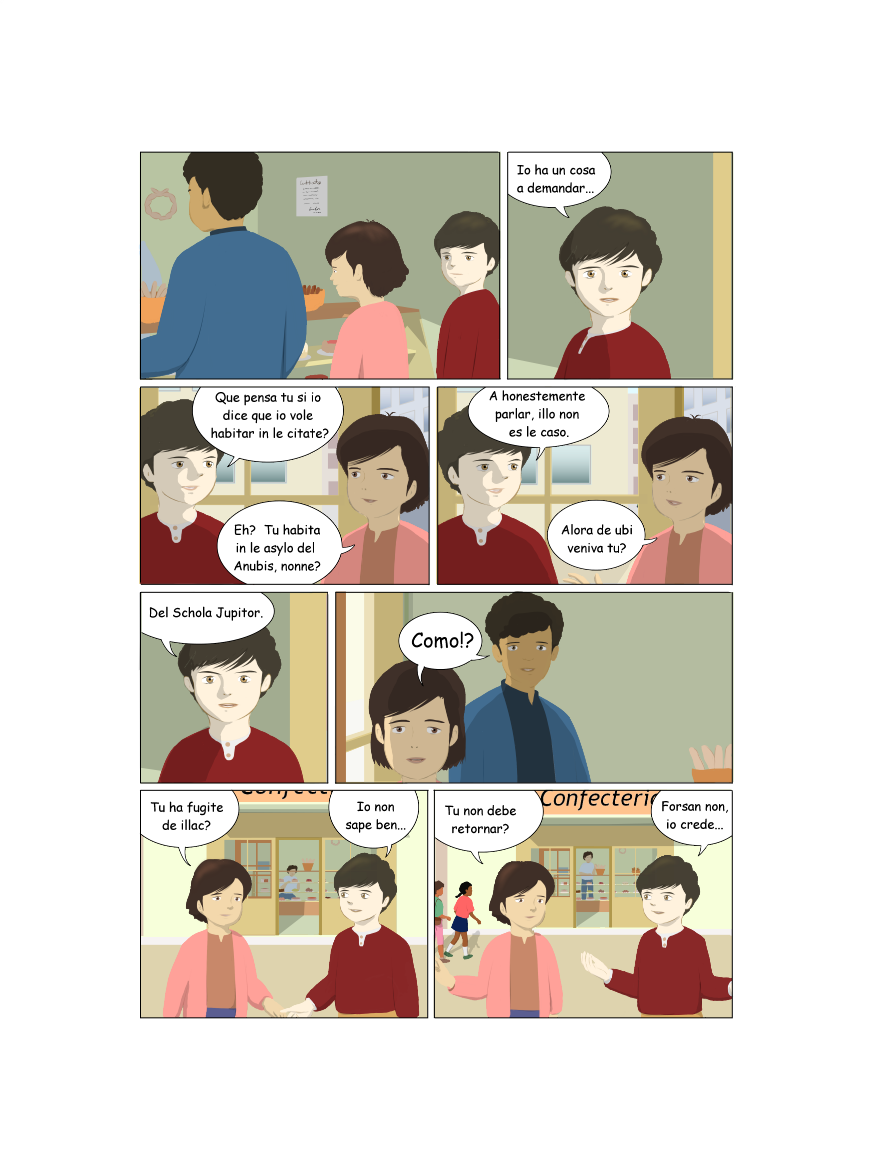 Io ha un cosa
a demandar...
Que pensa tu si io
dice que io vole
habitar in le citate?
Eh? Tu habita
in le asylo del
Anubis, nonne?
A honestemente
parlar, illo non
es le caso.
Alora de ubi
veniva tu?
Del Schola Jupitor.
Como!?
Tu ha fugite
de illac?
Io non
sape ben...
Tu non debe
retornar?
Confecterie
Forsan non,
io crede...